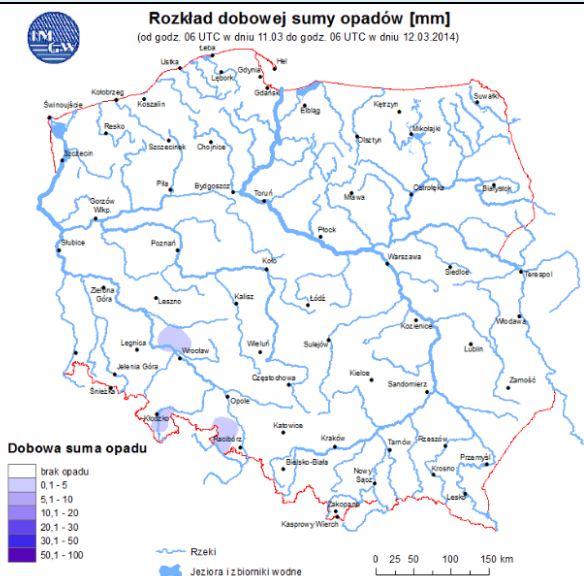 IM
GW
Rozkład dobowej sumy opadów [mm]
(od godz. 06 UTC w dniu 11.03 do godz. 06 UTC w dniu 12.03.2014)
Łeba
Hel
Ustka
Lębork
Gdynia
Gdańsk
Kołobrzeg
Koszalin
Świnoujście
Elbląg
Kętrzyn
Suwałki
Resko
Szczecinek
Chojnice
Olsztyn
Mikołajki
Szczecin
Piła
Bydgoszcz
Toruń
Mława
Ostrołęka
Białystok
Gorzów
Wlkp.
Płock
Słubice
Poznań
Koło
Warszawa
Siedlce
Terespol
Zielona
Góra
Leszno
Kalisz
Łódź
Kozienice
Włodawa
Legnica
Wrocław
Wieluń
Sulejów
Lublin
Jelenia Góra
Śnieżka
Częstochowa
Kielce
Sandomierz
Zamość
Opole
Kłodzko
Racibórz
Katowice
Kraków
Tarnów
Rzeszów
Przemyśl
Bielsko-Biała
Nowy
Sącz
Krosno
Lesko
Zakopane
Kasprowy Wierch
Dobowa suma opadu
brak opadu
0,1 - 5
5,1 - 10
10,1 - 20
20,1 - 30
30,1 - 50
50,1 - 100
Rzeki
Jeziora i zbiorniki wodne
0 25 50 100 150 km